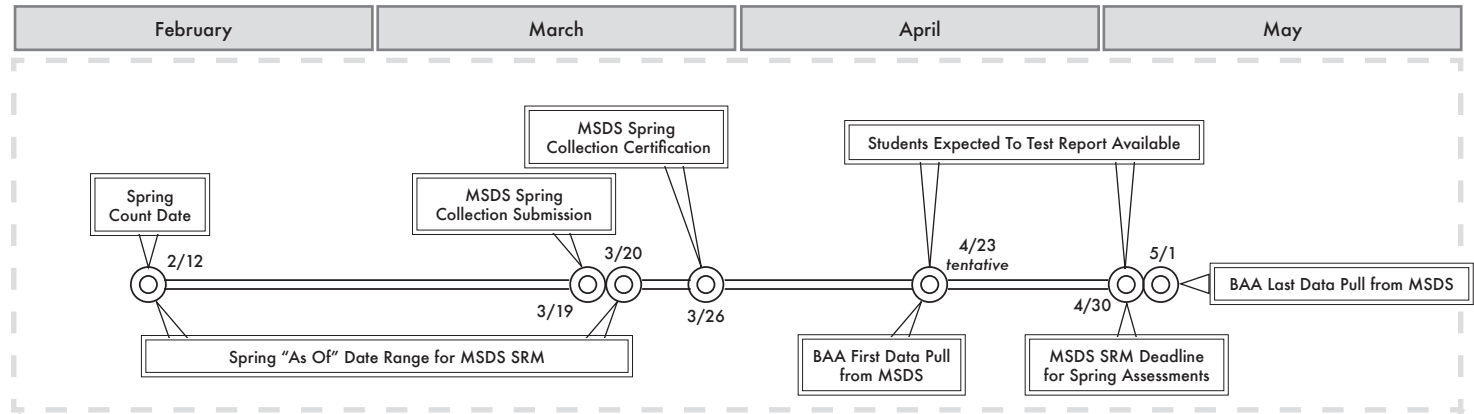 February
March
April
May
MSDS Spring
Collection Certification
Students Expected To Test Report Available
Spring
Count Date
MSDS Spring
Collection Submission
2/12
3/20
4/23
tentative
5/1
BAA Last Data Pull from MSDS
3/19
3/26
4/30
Spring “As Of” Date Range for MSDS SRM
BAA First Data Pull
from MSDS
MSDS SRM Deadline
for Spring Assessments